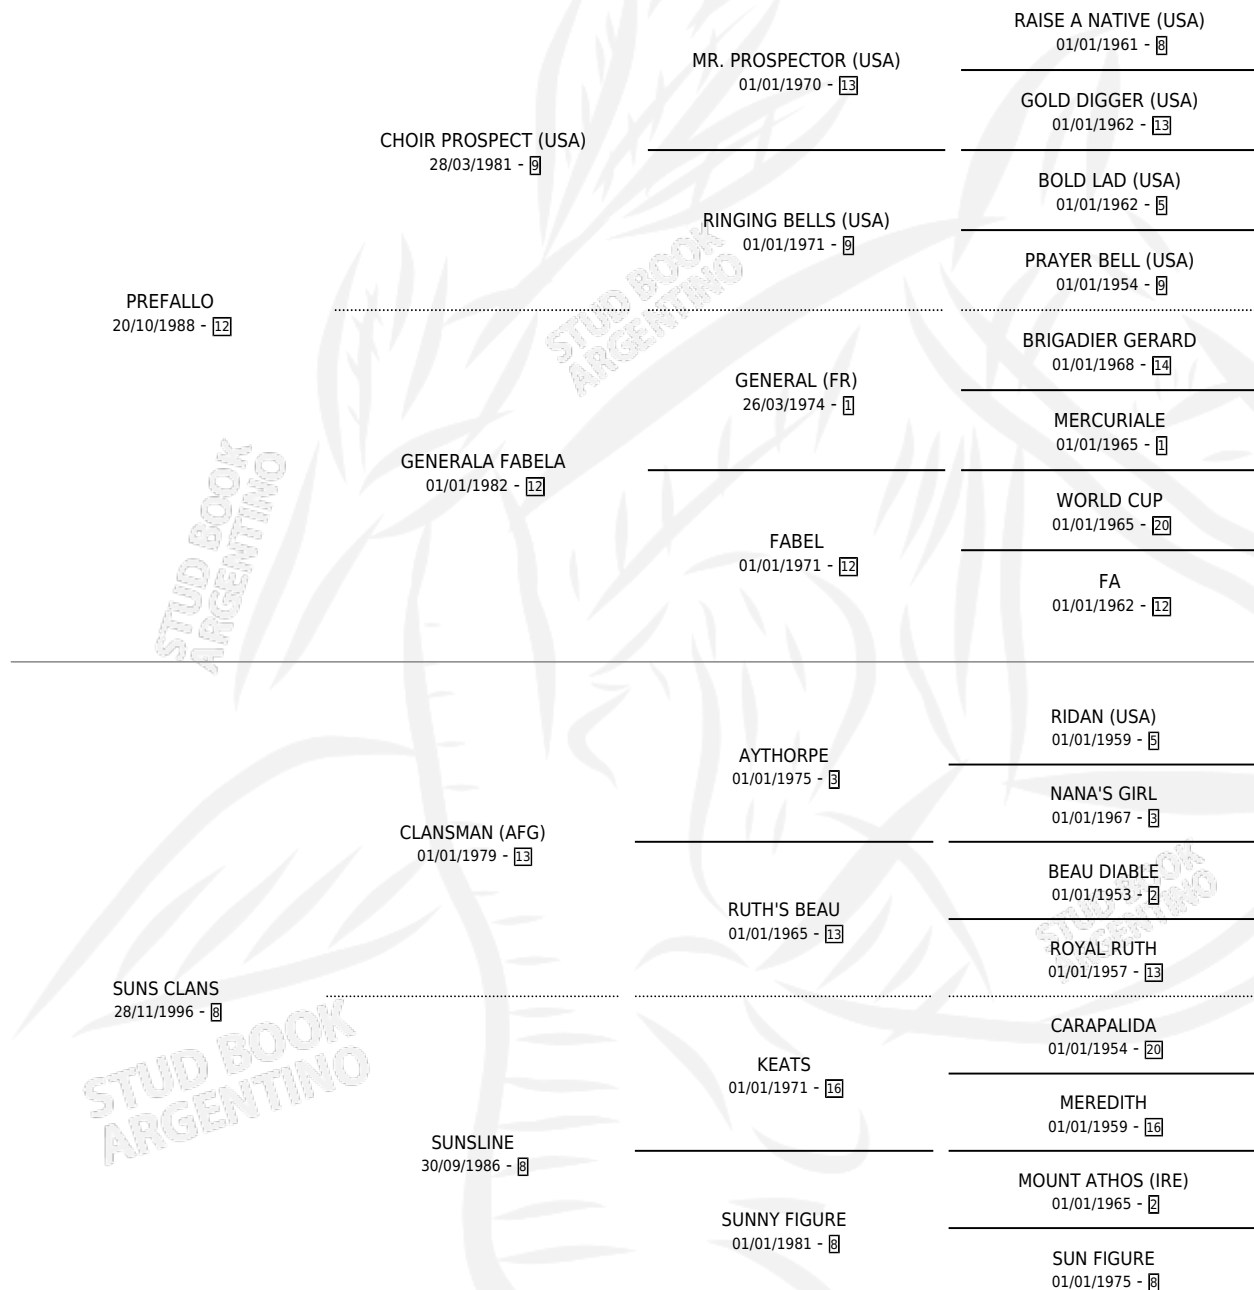 RAISE A NATIVE (USA)
01/01/1961 - 8
MR. PROSPECTOR (USA)
01/01/1970 - 13
GOLD DIGGER (USA)
01/01/1962 - 13
CHOIR PROSPECT (USA)
28/03/1981 - 9
BOLD LAD (USA)
01/01/1962 - 5
RINGING BELLS (USA)
01/01/1971 - 9
PRAYER BELL (USA)
01/01/1954 - 9
PREFALLO
20/10/1988 - 12
STUD BOOK
ARGENTINO
BRIGADIER GERARD
01/01/1968 - 14
GENERAL (FR)
26/03/1974 - 1
MERCURIALE
01/01/1965 - 1
GENERALA FABELA
01/01/1982 - 12
WORLD CUP
01/01/1965 - 20
FABEL
01/01/1971 - 12
FA
01/01/1962 - 12
STUD BOOK
ARGENTINO
RIDAN (USA)
01/01/1959 - 5
AYTHORPE
01/01/1975 - 3
NANA'S GIRL
01/01/1967 - 3
CLANSMAN (AFG)
01/01/1979 - 13
BEAU DIABLE
01/01/1953 - 2
RUTH'S BEAU
01/01/1965 - 13
STUD BOOK
ARGENTINO
ROYAL RUTH
01/01/1957 - 13
SUNS CLANS
28/11/1996 - 8
STUD BOOK
ARGENTINO
CARAPALIDA
01/01/1954 - 20
KEATS
01/01/1971 - 16
MEREDITH
01/01/1959 - 16
SUNSLINE
30/09/1986 - 8
MOUNT ATHOS (IRE)
01/01/1965 - 2
SUNNY FIGURE
01/01/1981 - 8
SUN FIGURE
01/01/1975 - 8